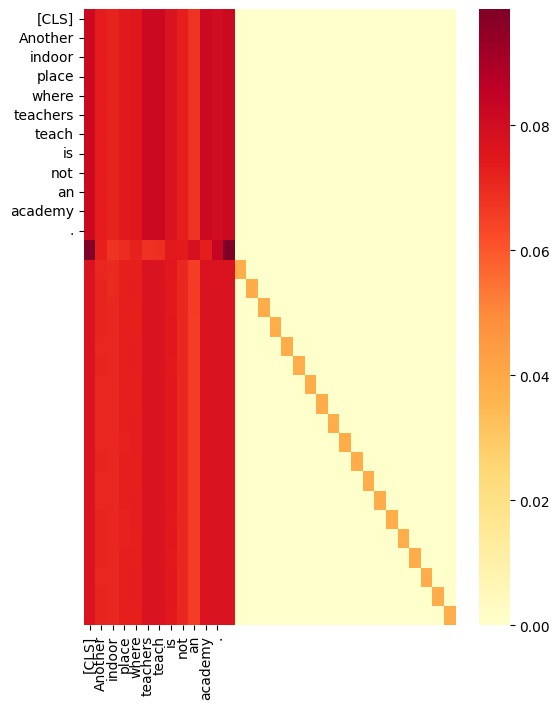 [CLS]
Another
indoor
place
where
teachers
teach
is
not
an
academy
.
0.08
0.06
0.04
0.02
0.00
[CLS]
Another
indoor
place
where
teachers
teach
is
not
an
academy
.